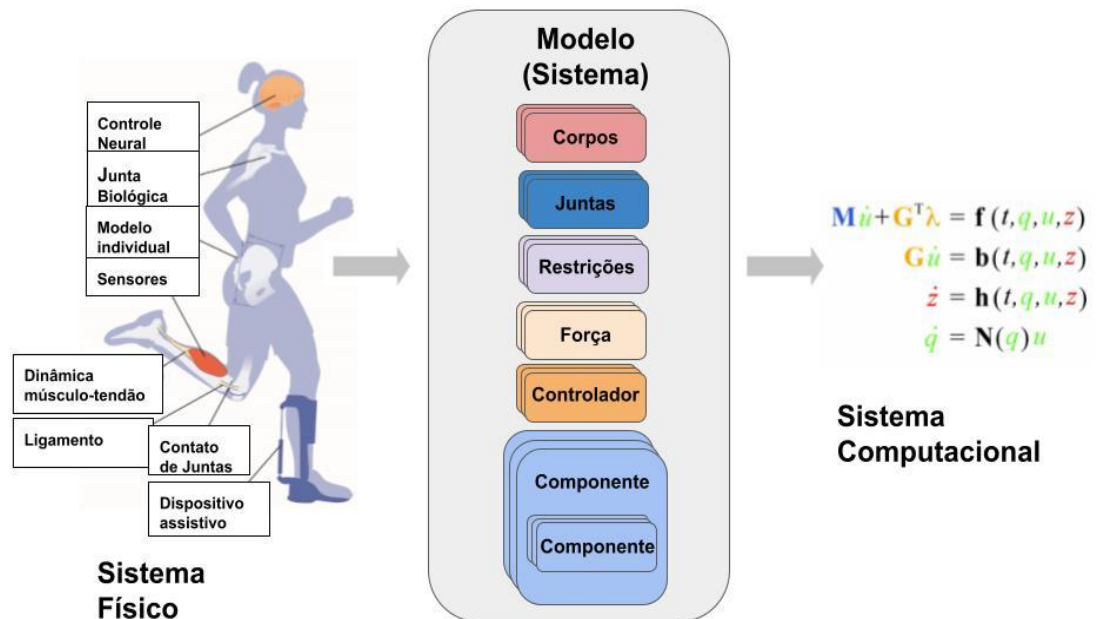 Controle
Neural
Junta
Biológica
Modelo
individual
Sensores
Dinâmica
músculo-tendão
Ligamento
Contato
de Juntas
Dispositivo
assistivo
Sistema
Físico
Modelo
(Sistema)
Corpos
Juntas
Restrições
Força
Controlador
Componente
Componente
Mu̇+Gᵀλ = f(t,q,u,z)
Gu̇ = b(t,q,u,z)
ż = h(t,q,u,z)
q̇ = N(q)u
Sistema
Computacional